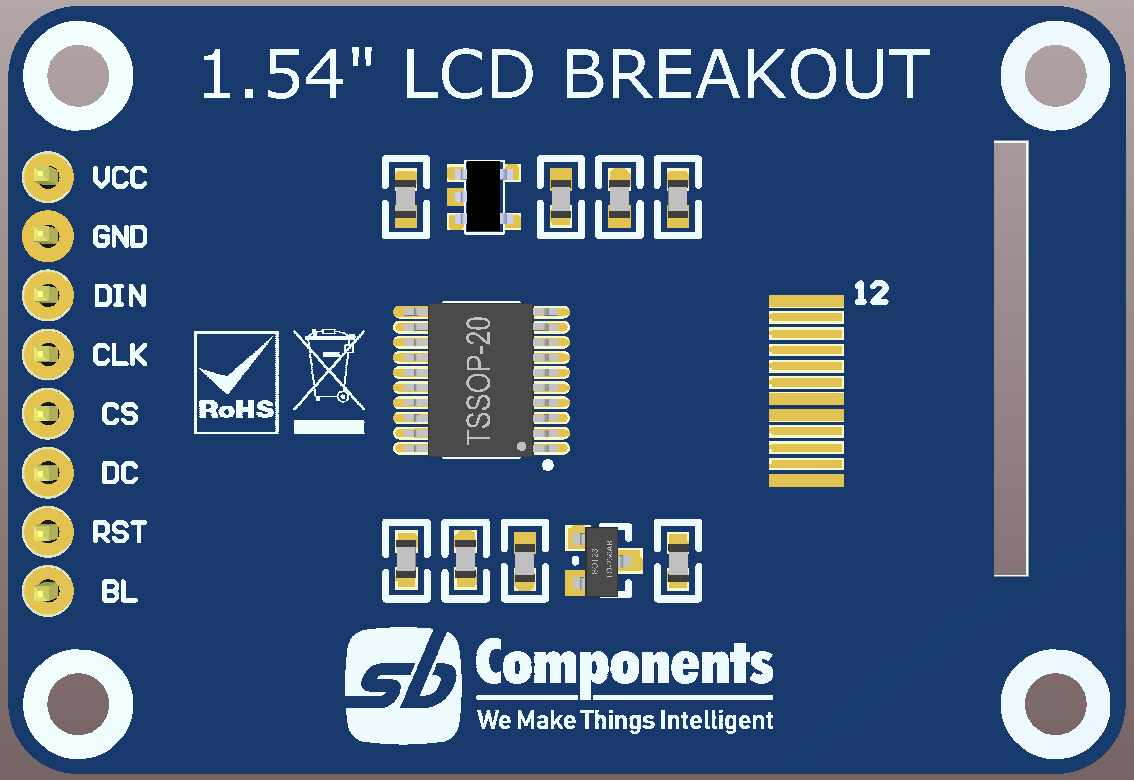 1.54" LCD BREAKOUT
VCC
GND
DIN
CLK
CS
DC
RST
BL
12
RoHS
TSSOP-20
SOT23
sb Components
We Make Things Intelligent